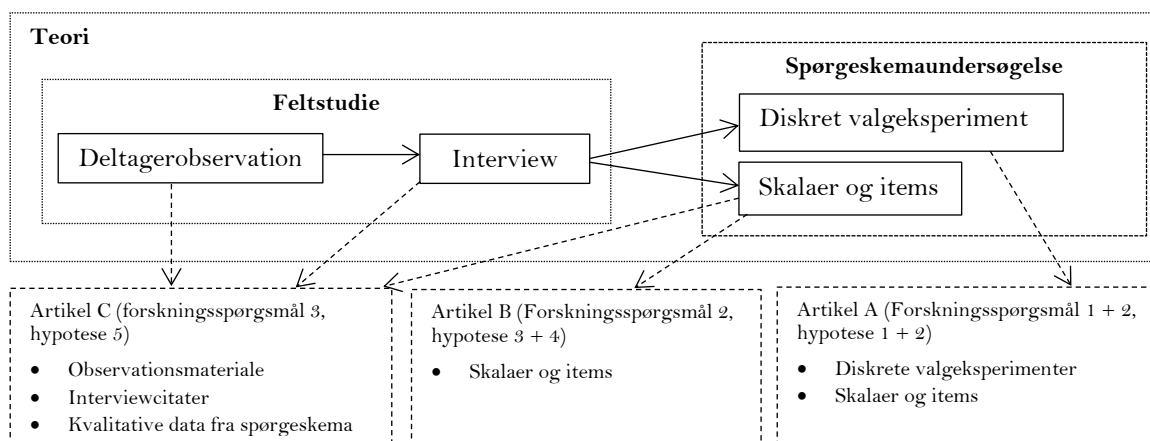 Teori
Spørgeskemaundersøgelse
Feltstudie
Diskret valgeksperiment
Deltagerobservation
Interview
Skalaer og items
Artikel C (forskningsspørgsmål 3,
hypotese 5)
• Observationsmateriale
• Interviewcitater
• Kvalitative data fra spørgeskema
Artikel B (Forskningsspørgsmål 2,
hypotese 3 + 4)
• Skalaer og items
Artikel A (Forskningsspørgsmål 1 + 2,
hypotese 1 + 2)
• Diskrete valgeksperimenter
• Skalaer og items